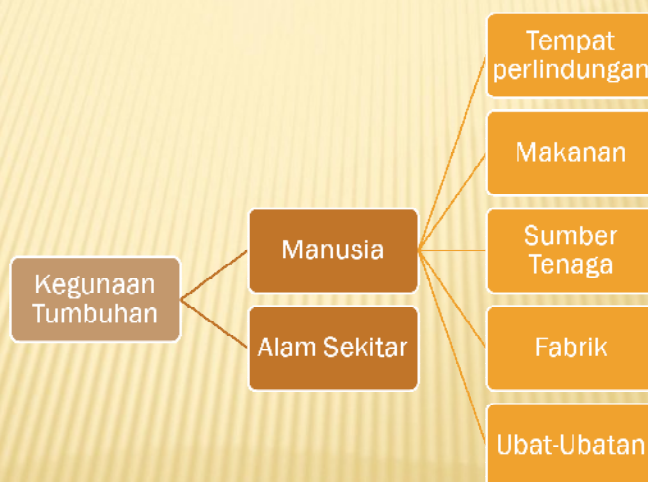 Kegunaan
Tumbuhan
Manusia
Alam Sekitar
Tempat
perlindungan
Makanan
Sumber
Tenaga
Fabrik
Ubat-Ubatan